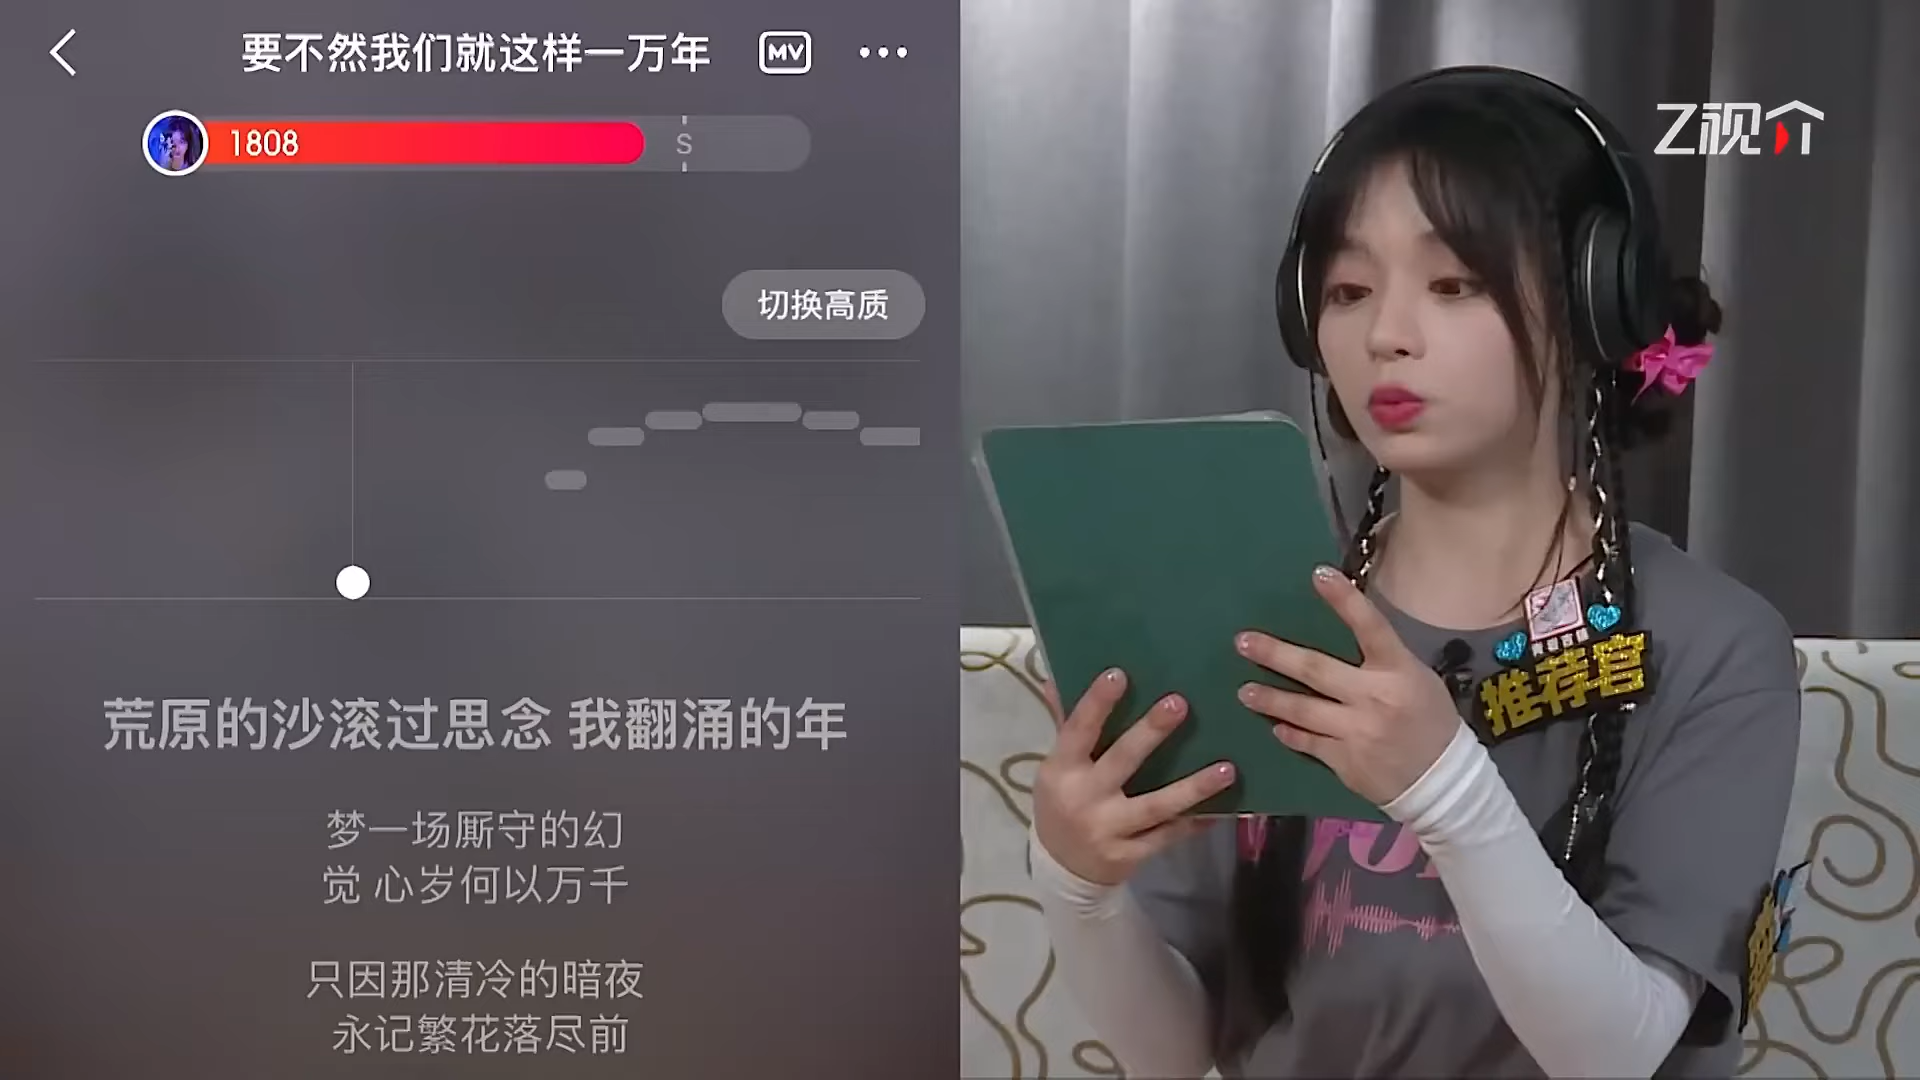 要不然我们就这样一万年
MV
1808
S
切换高质
荒原的沙滚过思念 我翻涌的年
梦一场厮守的幻
觉 心岁何以万千
只因那清冷的暗夜
永记繁花落尽前
Z视介
推荐官